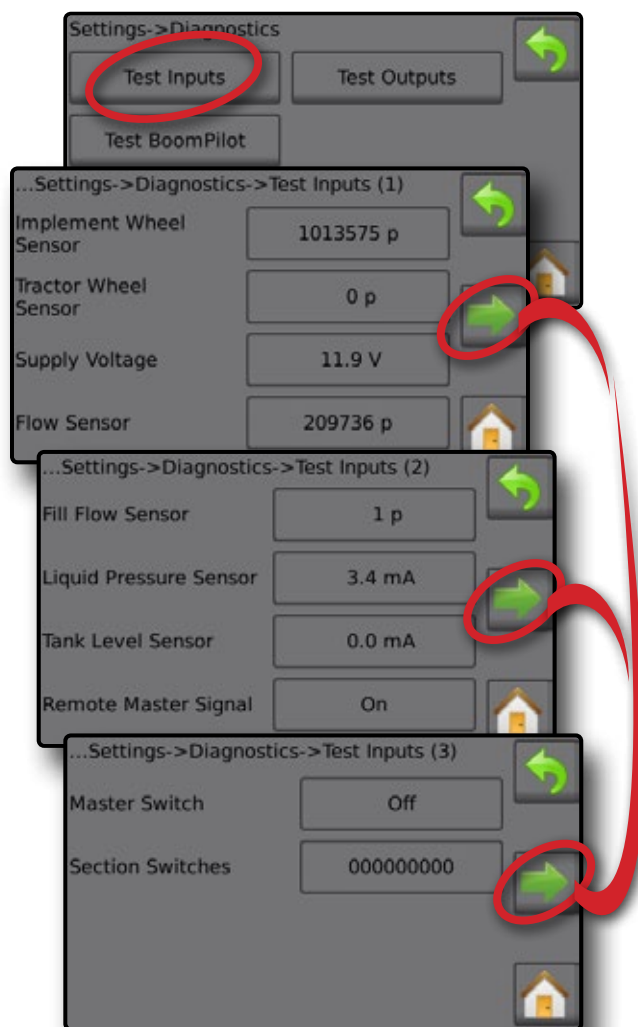 Settings->Diagnostics
Test Inputs
Test Outputs
Test BoomPilot
...Settings->Diagnostics->Test Inputs (1)
Implement Wheel
Sensor
1013575 p
Tractor Wheel
Sensor
0 p
Supply Voltage
11.9 V
Flow Sensor
209736 p
...Settings->Diagnostics->Test Inputs (2)
Fill Flow Sensor
1 p
Liquid Pressure Sensor
3.4 mA
Tank Level Sensor
0.0 mA
Remote Master Signal
On
...Settings->Diagnostics->Test Inputs (3)
Master Switch
Off
Section Switches
000000000